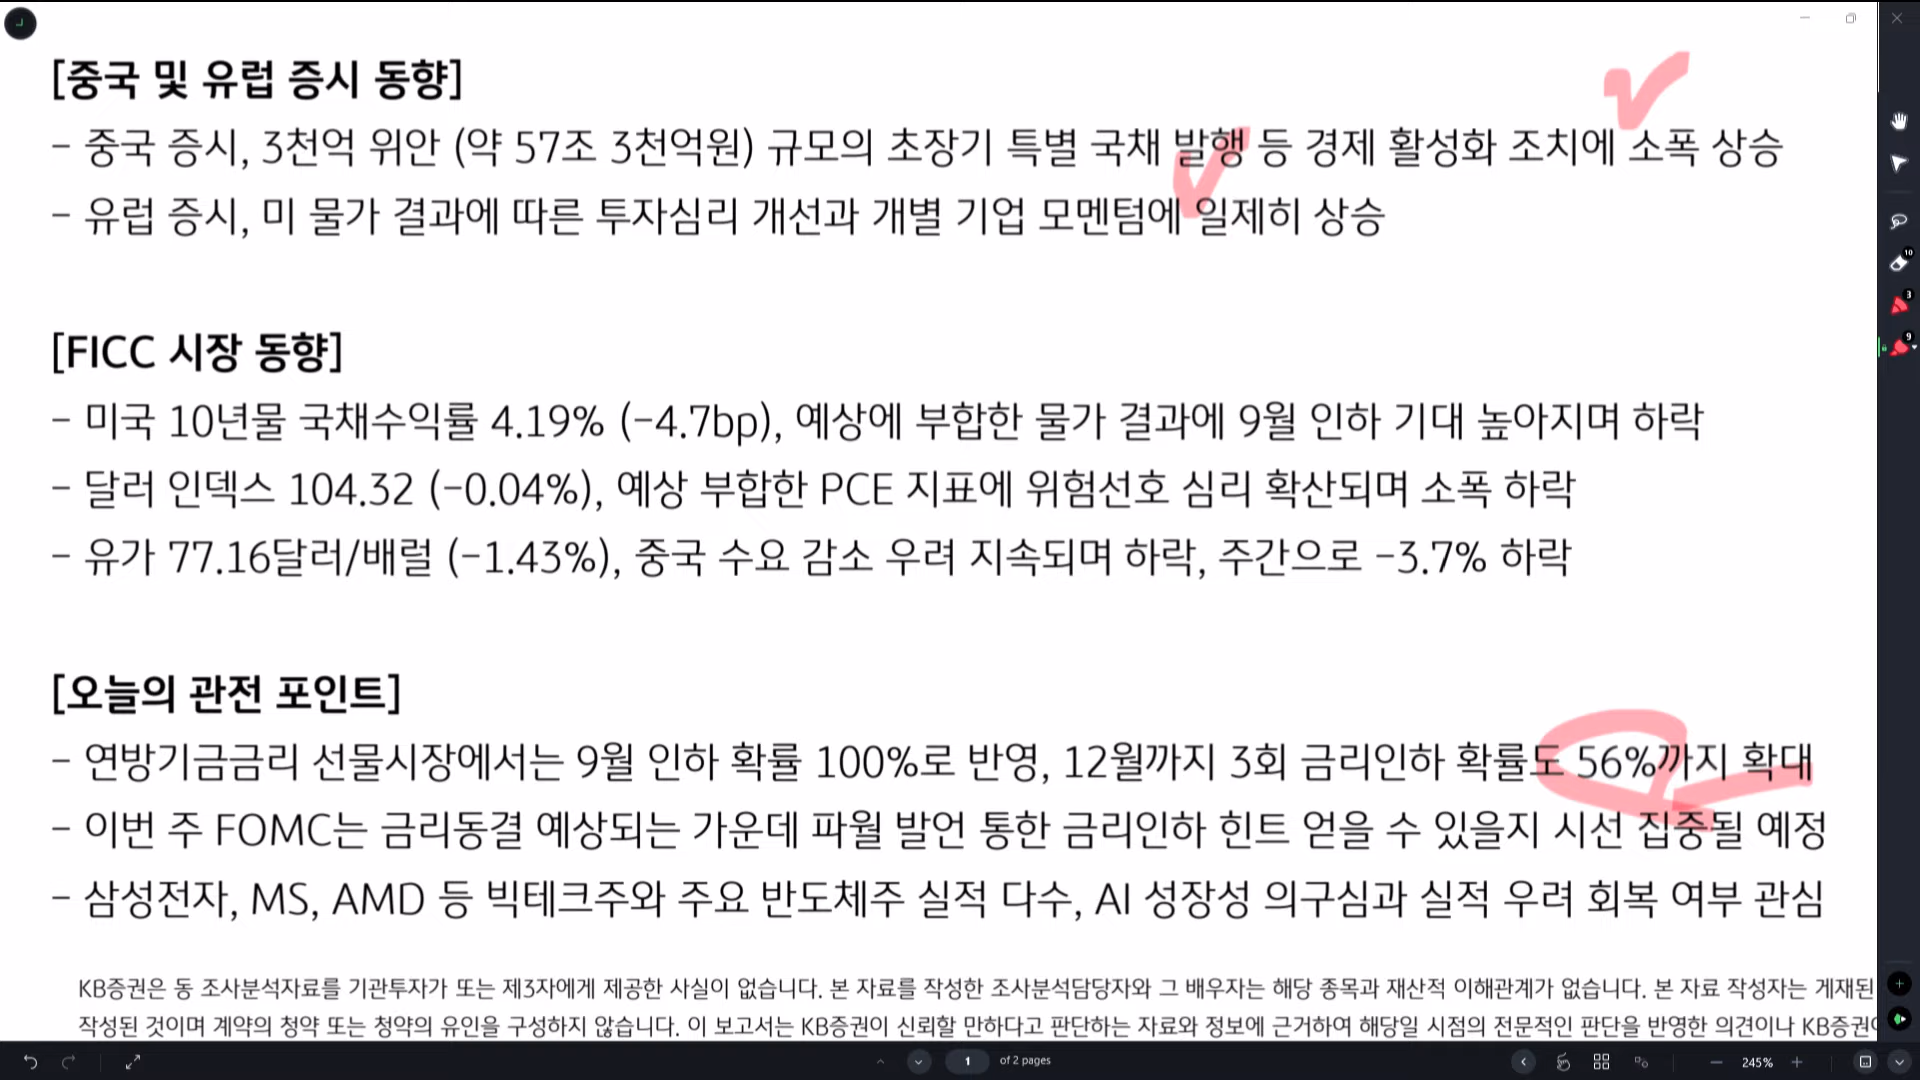 [중국 및 유럽 증시 동향]
- 중국 증시, 3천억 위안 (약 57조 3천억원) 규모의 초장기 특별 국채 발행 등 경제 활성화 조치에 소폭 상승
- 유럽 증시, 미 물가 결과에 따른 투자심리 개선과 개별 기업 모멘텀에 일제히 상승
[FICC 시장 동향]
- 미국 10년물 국채수익률 4.19% (-4.7bp), 예상에 부합한 물가 결과에 9월 인하 기대 높아지며 하락
- 달러 인덱스 104.32 (-0.04%), 예상 부합한 PCE 지표에 위험선호 심리 확산되며 소폭 하락
- 유가 77.16달러/배럴 (-1.43%), 중국 수요 감소 우려 지속되며 하락, 주간으로 -3.7% 하락
[오늘의 관전 포인트]
- 연방기금금리 선물시장에서는 9월 인하 확률 100%로 반영, 12월까지 3회 금리인하 확률도 56%까지 확대
- 이번 주 FOMC는 금리동결 예상되는 가운데 파월 발언 통한 금리인하 힌트 얻을 수 있을지 시선 집중될 예정
- 삼성전자, MS, AMD 등 빅테크주와 주요 반도체주 실적 다수, AI 성장성 의구심과 실적 우려 회복 여부 관심
KB증권은 동 조사분석자료를 기관투자가 또는 제3자에게 제공한 사실이 없습니다. 본 자료를 작성한 조사분석담당자와 그 배우자는 해당 종목과 재산적 이해관계가 없습니다. 본 자료 작성자는 게재된
작성된 것이며 계약의 청약 또는 청약의 유인을 구성하지 않습니다. 이 보고서는 KB증권이 신뢰할 만하다고 판단하는 자료와 정보에 근거하여 해당일 시점의 전문적인 판단을 반영한 의견이나 KB증권
10
3
9
1 of 2 pages 245%